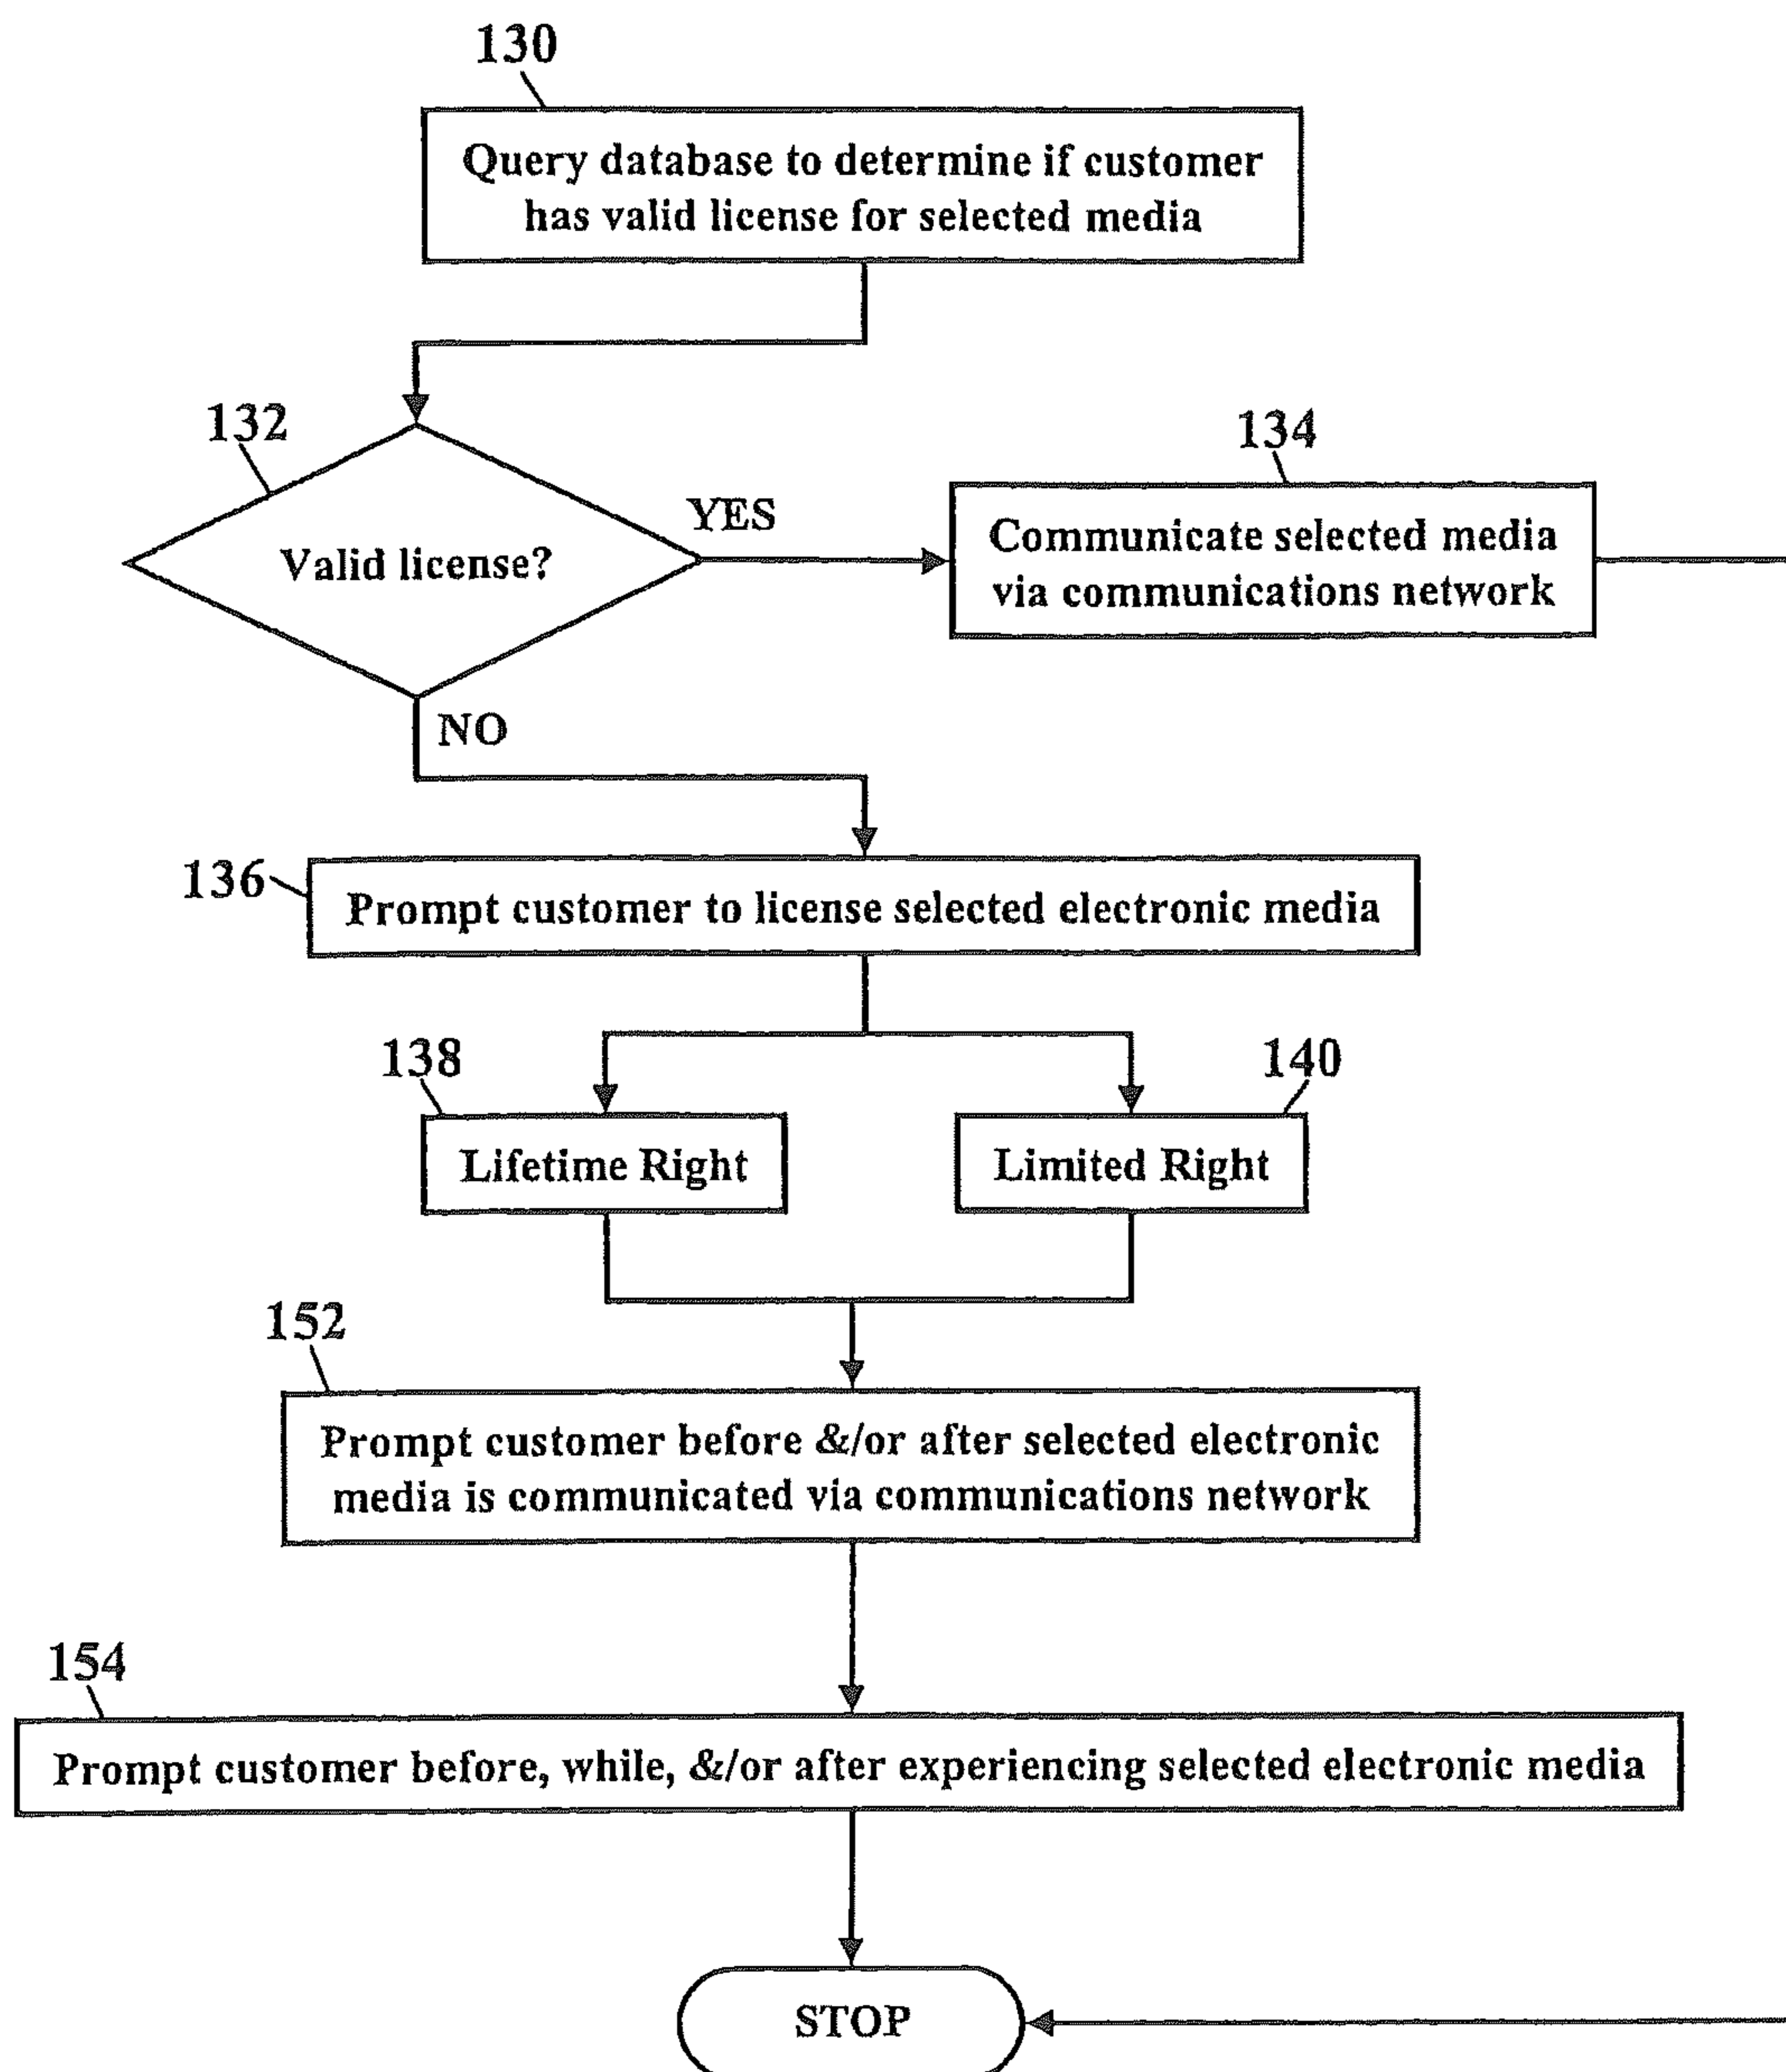 130
Query database to determine if customer
has valid license for selected media
132
Valid license?
YES
134
Communicate selected media
via communications network
NO
136
Prompt customer to license selected electronic media
138
Lifetime Right
140
Limited Right
152
Prompt customer before &/or after selected electronic
media is communicated via communications network
154
Prompt customer before, while, &/or after experiencing selected electronic media
STOP